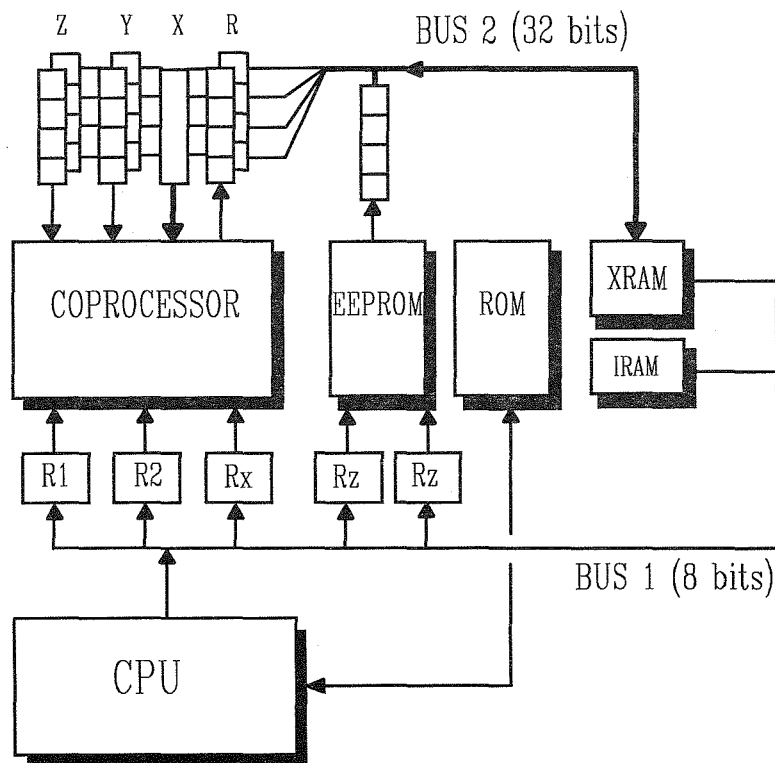 Z Y X R
BUS 2 (32 bits)
COPROCESSOR
EEPROM
ROM
XRAM
IRAM
R1
R2
Rx
Rz
Rz
BUS 1 (8 bits)
CPU